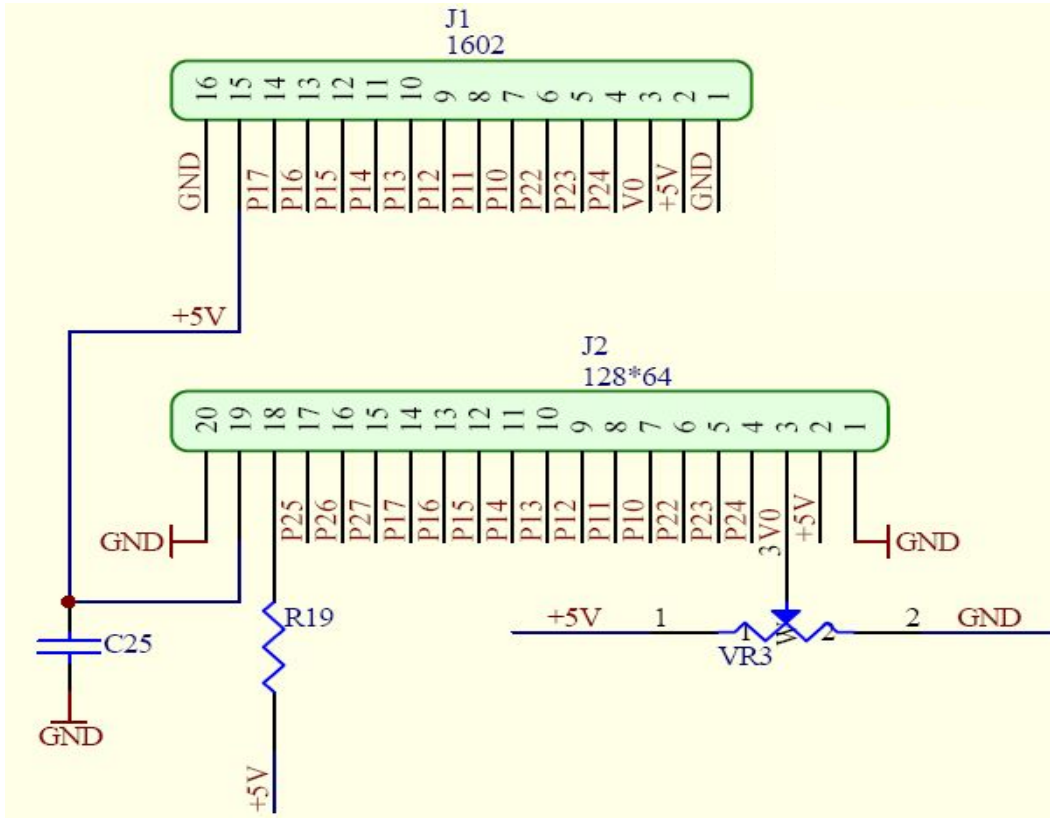 J1
1602
16 15 14 13 12 11 10 9 8 7 6 5 4 3 2 1
GND P17 P16 P15 P14 P13 P12 P11 P10 P22 P23 P24 V0 +5V GND
+5V
J2
128*64
20 19 18 17 16 15 14 13 12 11 10 9 8 7 6 5 4 3 2 1
GND P25 P26 P27 P17 P16 P15 P14 P13 P12 P11 P10 P22 P23 P24 3 V0 +5V GND
+5V 1 1 W 2 2 GND
R19
VR3
C25
GND
+5V